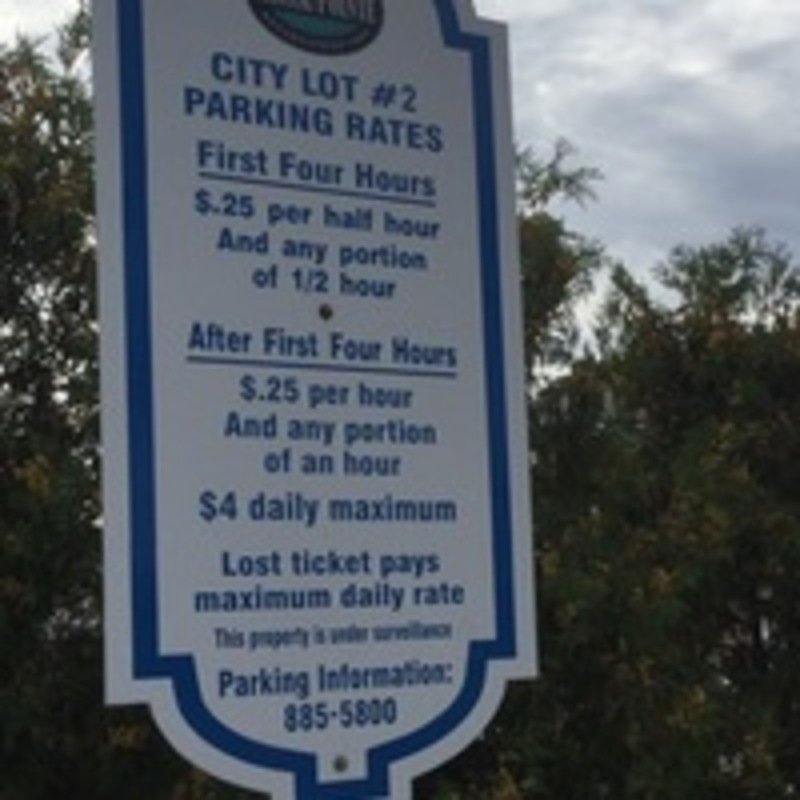 CITY LOT #2
PARKING RATES
First Four Hours
$.25 per half hour
And any portion
of 1/2 hour
After First Four Hours
$.25 per hour
And any portion
of an hour
$4 daily maximum
Lost ticket pays
maximum daily rate
This property is under surveillance
Parking Information:
885-5800